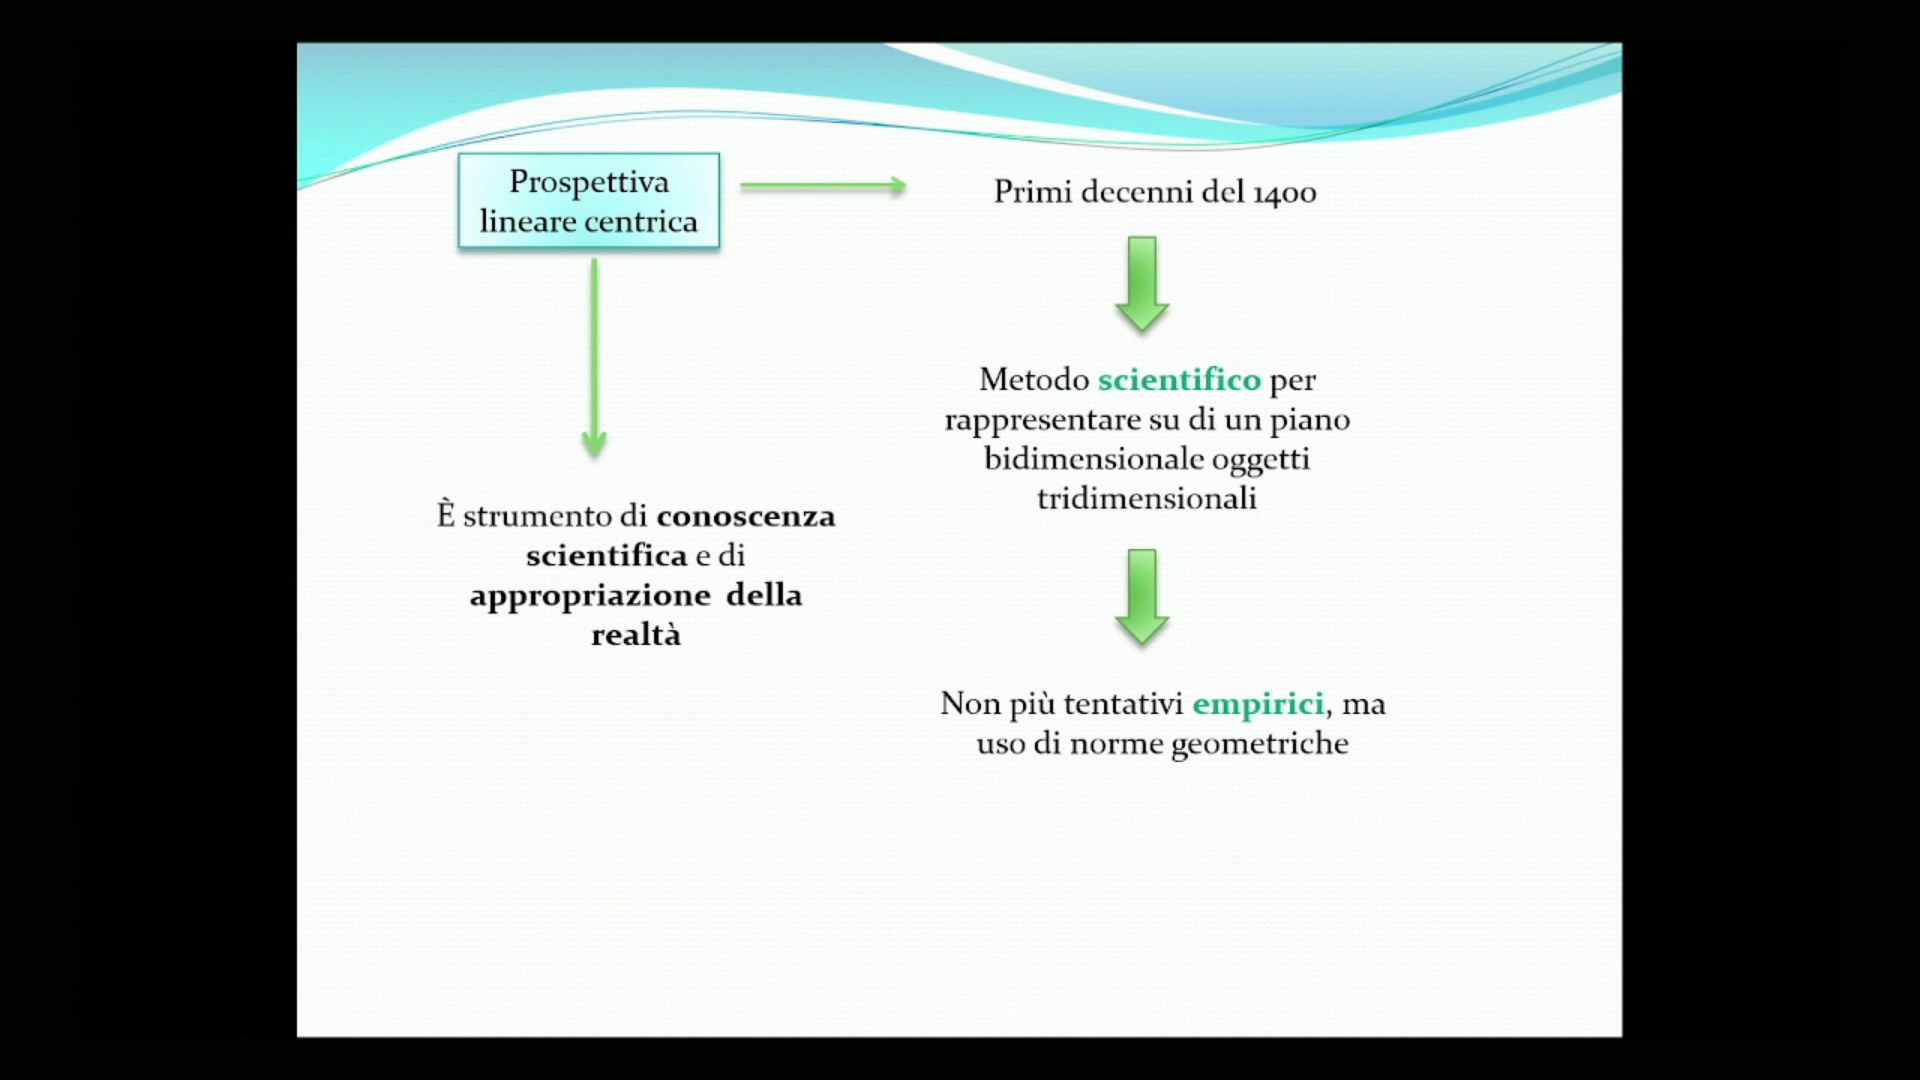 Prospettiva
lineare centrica
Primi decenni del 1400
Metodo scientifico per
rappresentare su di un piano
bidimensionale oggetti
tridimensionali
È strumento di conoscenza
scientifica e di
appropriazione della
realtà
Non più tentativi empirici, ma
uso di norme geometriche